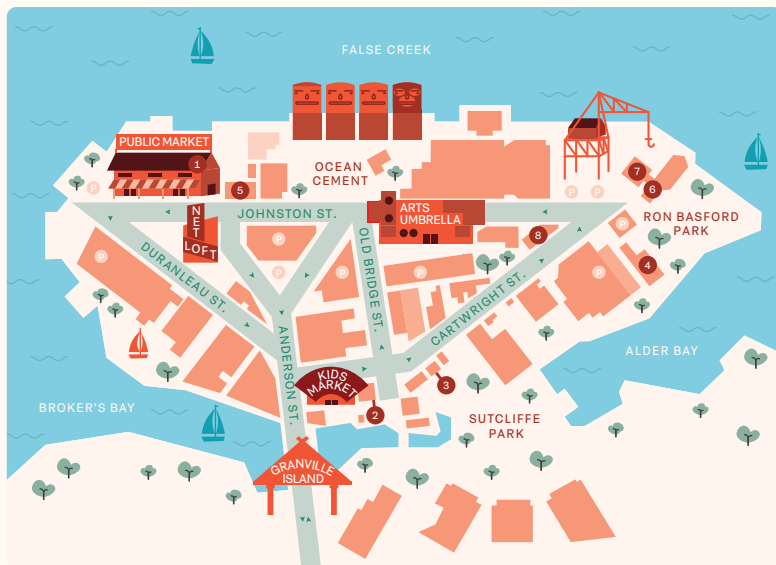 FALSE CREEK
PUBLIC MARKET
1
7
6
P
P
P
P
5
OCEAN
CEMENT
NET
LOFT
JOHNSTON ST.
ARTS
UMBRELLA
RON BASFORD
PARK
P
8
P
P
P
P
P
P
4
DURANLEAU ST.
OLD BRIDGE ST.
CARTWRIGHT ST.
ANDERSON ST.
ALDER BAY
KIDS
MARKET
3
2
BROKER'S BAY
SUTCLIFFE
PARK
GRANVILLE
ISLAND